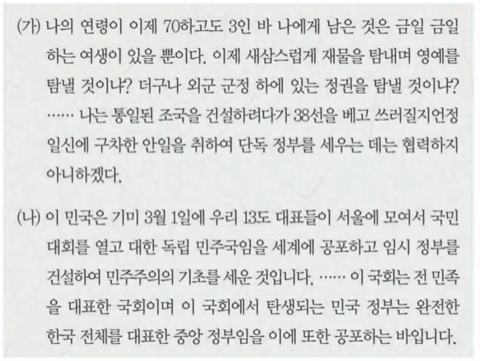 (가) 나의 연령이 이제 70하고도 3인 바 나에게 남은 것은 금일 금일
하는 여생이 있을 뿐이다. 이제 새삼스럽게 재물을 탐내며 영예를
탐낼 것이냐? 더구나 외군 군정 하에 있는 정권을 탐낼 것이냐?
…… 나는 통일된 조국을 건설하려다가 38선을 베고 쓰러질지언정
일신에 구차한 안일을 취하여 단독 정부를 세우는 데는 협력하지
아니하겠다.
(나) 이 민국은 기미 3월 1일에 우리 13도 대표들이 서울에 모여서 국민
대회를 열고 대한 독립 민주국임을 세계에 공포하고 임시 정부를
건설하여 민주주의의 기초를 세운 것입니다. …… 이 국회는 전 민족
을 대표한 국회이며 이 국회에서 탄생되는 민국 정부는 완전한
한국 전체를 대표한 중앙 정부임을 이에 또한 공포하는 바입니다.